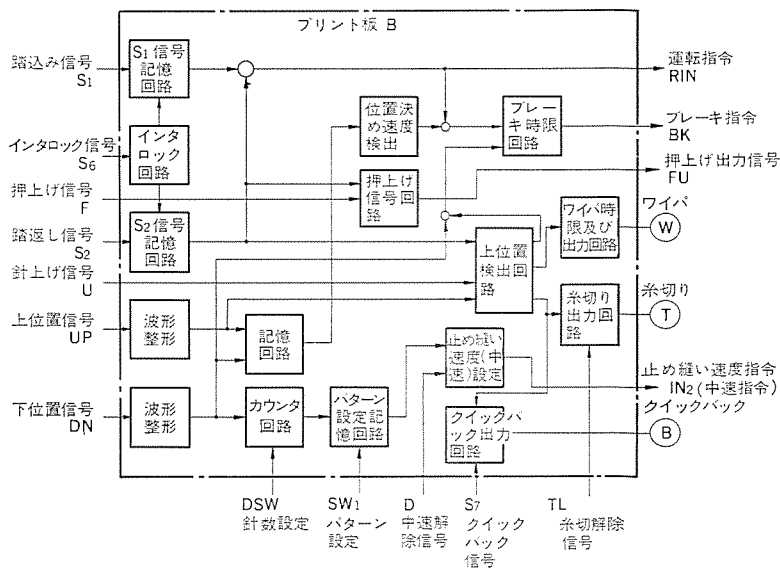 プリント板 B
踏込み信号
S1
インタロック信号
S6
押上げ信号
F
踏返し信号
S2
針上げ信号
U
上位置信号
UP
下位置信号
DN
S1信号
記憶
回路
インタ
ロック
回路
S2信号
記憶
回路
波形
整形
波形
整形
記憶
回路
カウンタ
回路
パターン
設定記
憶回路
位置決
め速度
検出
押上げ
信号回
路
ブレー
キ時限
回路
上位置
検出回
路
ワイパ時
限及び
出力回路
糸切り
出力回
路
止め縫い
速度(中
速)設定
クイックバ
ック出力
回路
運転指令
RIN
ブレーキ指令
BK
押上げ出力信号
FU
ワイパ
W
糸切り
T
止め縫い速度指令
IN2(中速指令)
クイックバック
B
DSW
針数設定
SW1
パターン
設定
D
中速解
除信号
S7
クイック
バック
信号
TL
糸切解除
信号